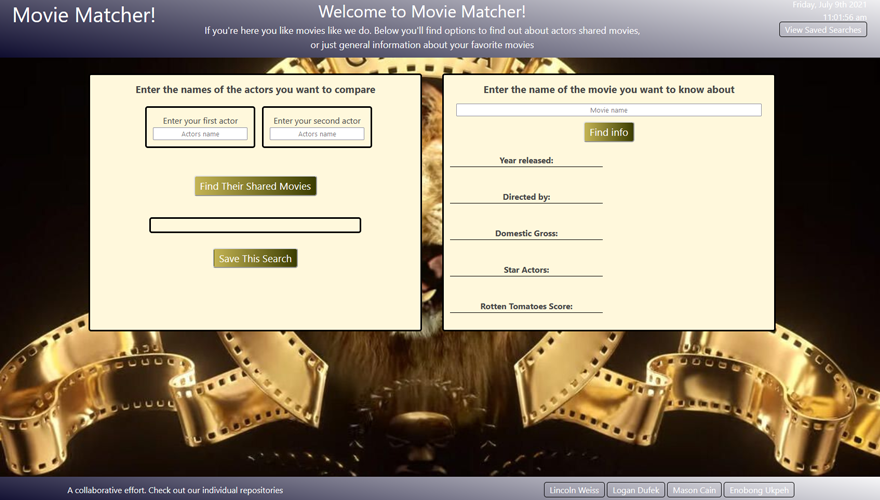 Movie Matcher!
Welcome to Movie Matcher!
If you're here you like movies like we do. Below you'll find options to find out about actors shared movies,
or just general information about your favorite movies
Friday, July 9th 2021
11:01:56 am
View Saved Searches
Enter the names of the actors you want to compare
Enter your first actor
Actors name
Enter your second actor
Actors name
Find Their Shared Movies
Save This Search
Enter the name of the movie you want to know about
Movie name
Find info
Year released:
Directed by:
Domestic Gross:
Star Actors:
Rotten Tomatoes Score:
A collaborative effort. Check out our individual repositories
Lincoln Weiss
Logan Dufek
Mason Cain
Enobong Ukpeh